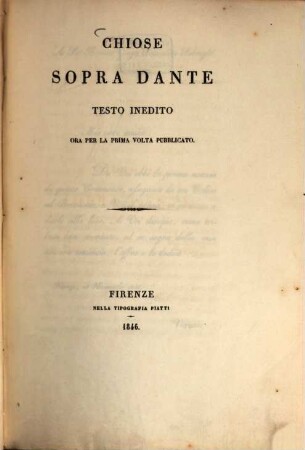 CHIOSE
SOPRA DANTE
TESTO INEDITO
ORA PER LA PRIMA VOLTA PUBBLICATO.
FIRENZE
NELLA TIPOGRAFIA PIATTI
1846.